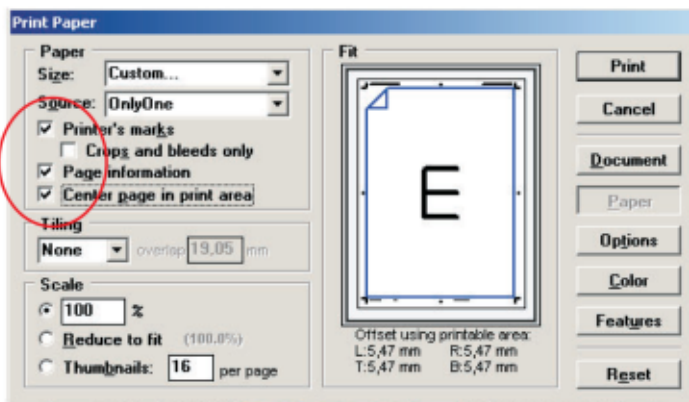 Print Paper
Paper
Size: Custom...
Source: OnlyOne
Printer's marks
Crops and bleeds only
Page information
Center page in print area
Tiling
None overlap 19,05 mm
Scale
100 %
Reduce to fit (100.0%)
Thumbnails: 16 per page
Fit
E
Offset using printable area:
L:5,47 mm R:5,47 mm
T:5,47 mm B:5,47 mm
Print
Cancel
Document
Paper
Options
Color
Features
Reset